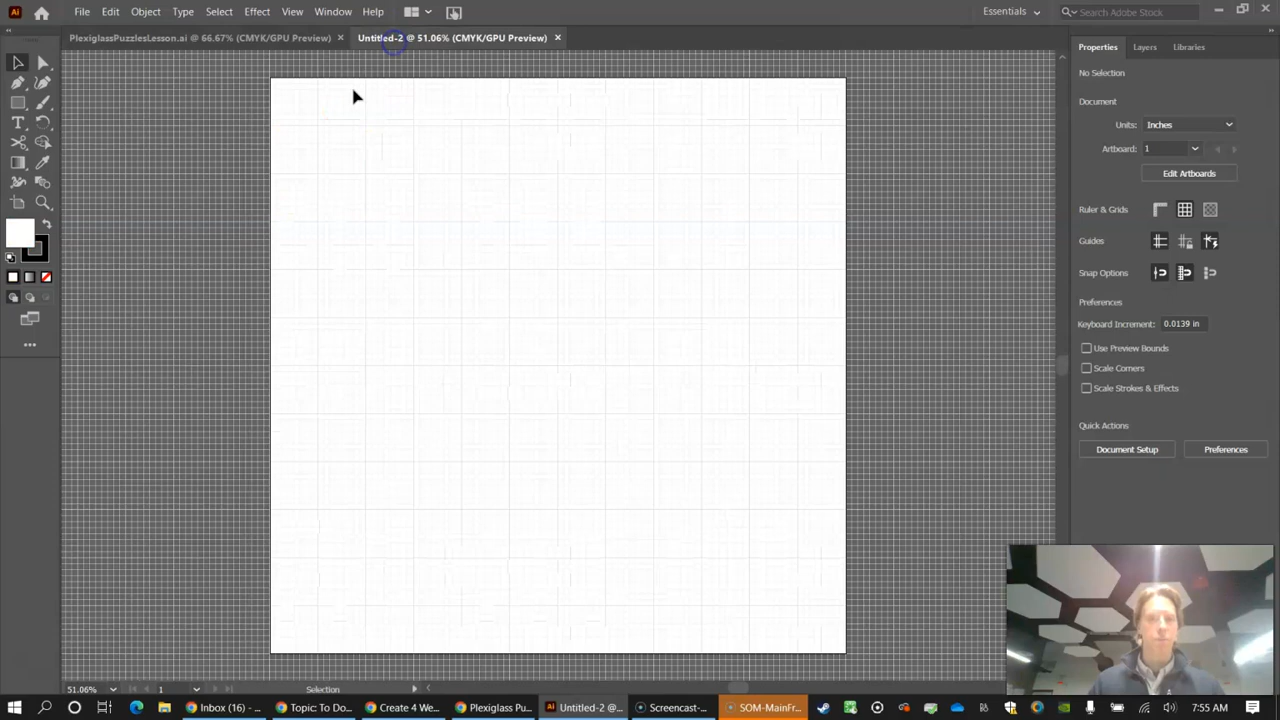 Ai File Edit Object Type Select Effect View Window Help Essentials Search Adobe Stock
PlexiglassPuzzlesLesson.ai @ 66.67% (CMYK/GPU Preview) × Untitled-2 @ 51.06% (CMYK/GPU Preview) ×
Properties Layers Libraries
No Selection
Document
Units: Inches
Artboard: 1
Edit Artboards
Ruler & Grids
Guides
Snap Options
Preferences
Keyboard Increment: 0.0139 in
Use Preview Bounds
Scale Corners
Scale Strokes & Effects
Quick Actions
Document Setup Preferences
51.06% 1 Selection
Inbox (30) - ... Topic To Do... Create 4 We... Plexiglass Pu... Untitled-2 @... Screencast-... SOM-MainFr... 7:55 AM